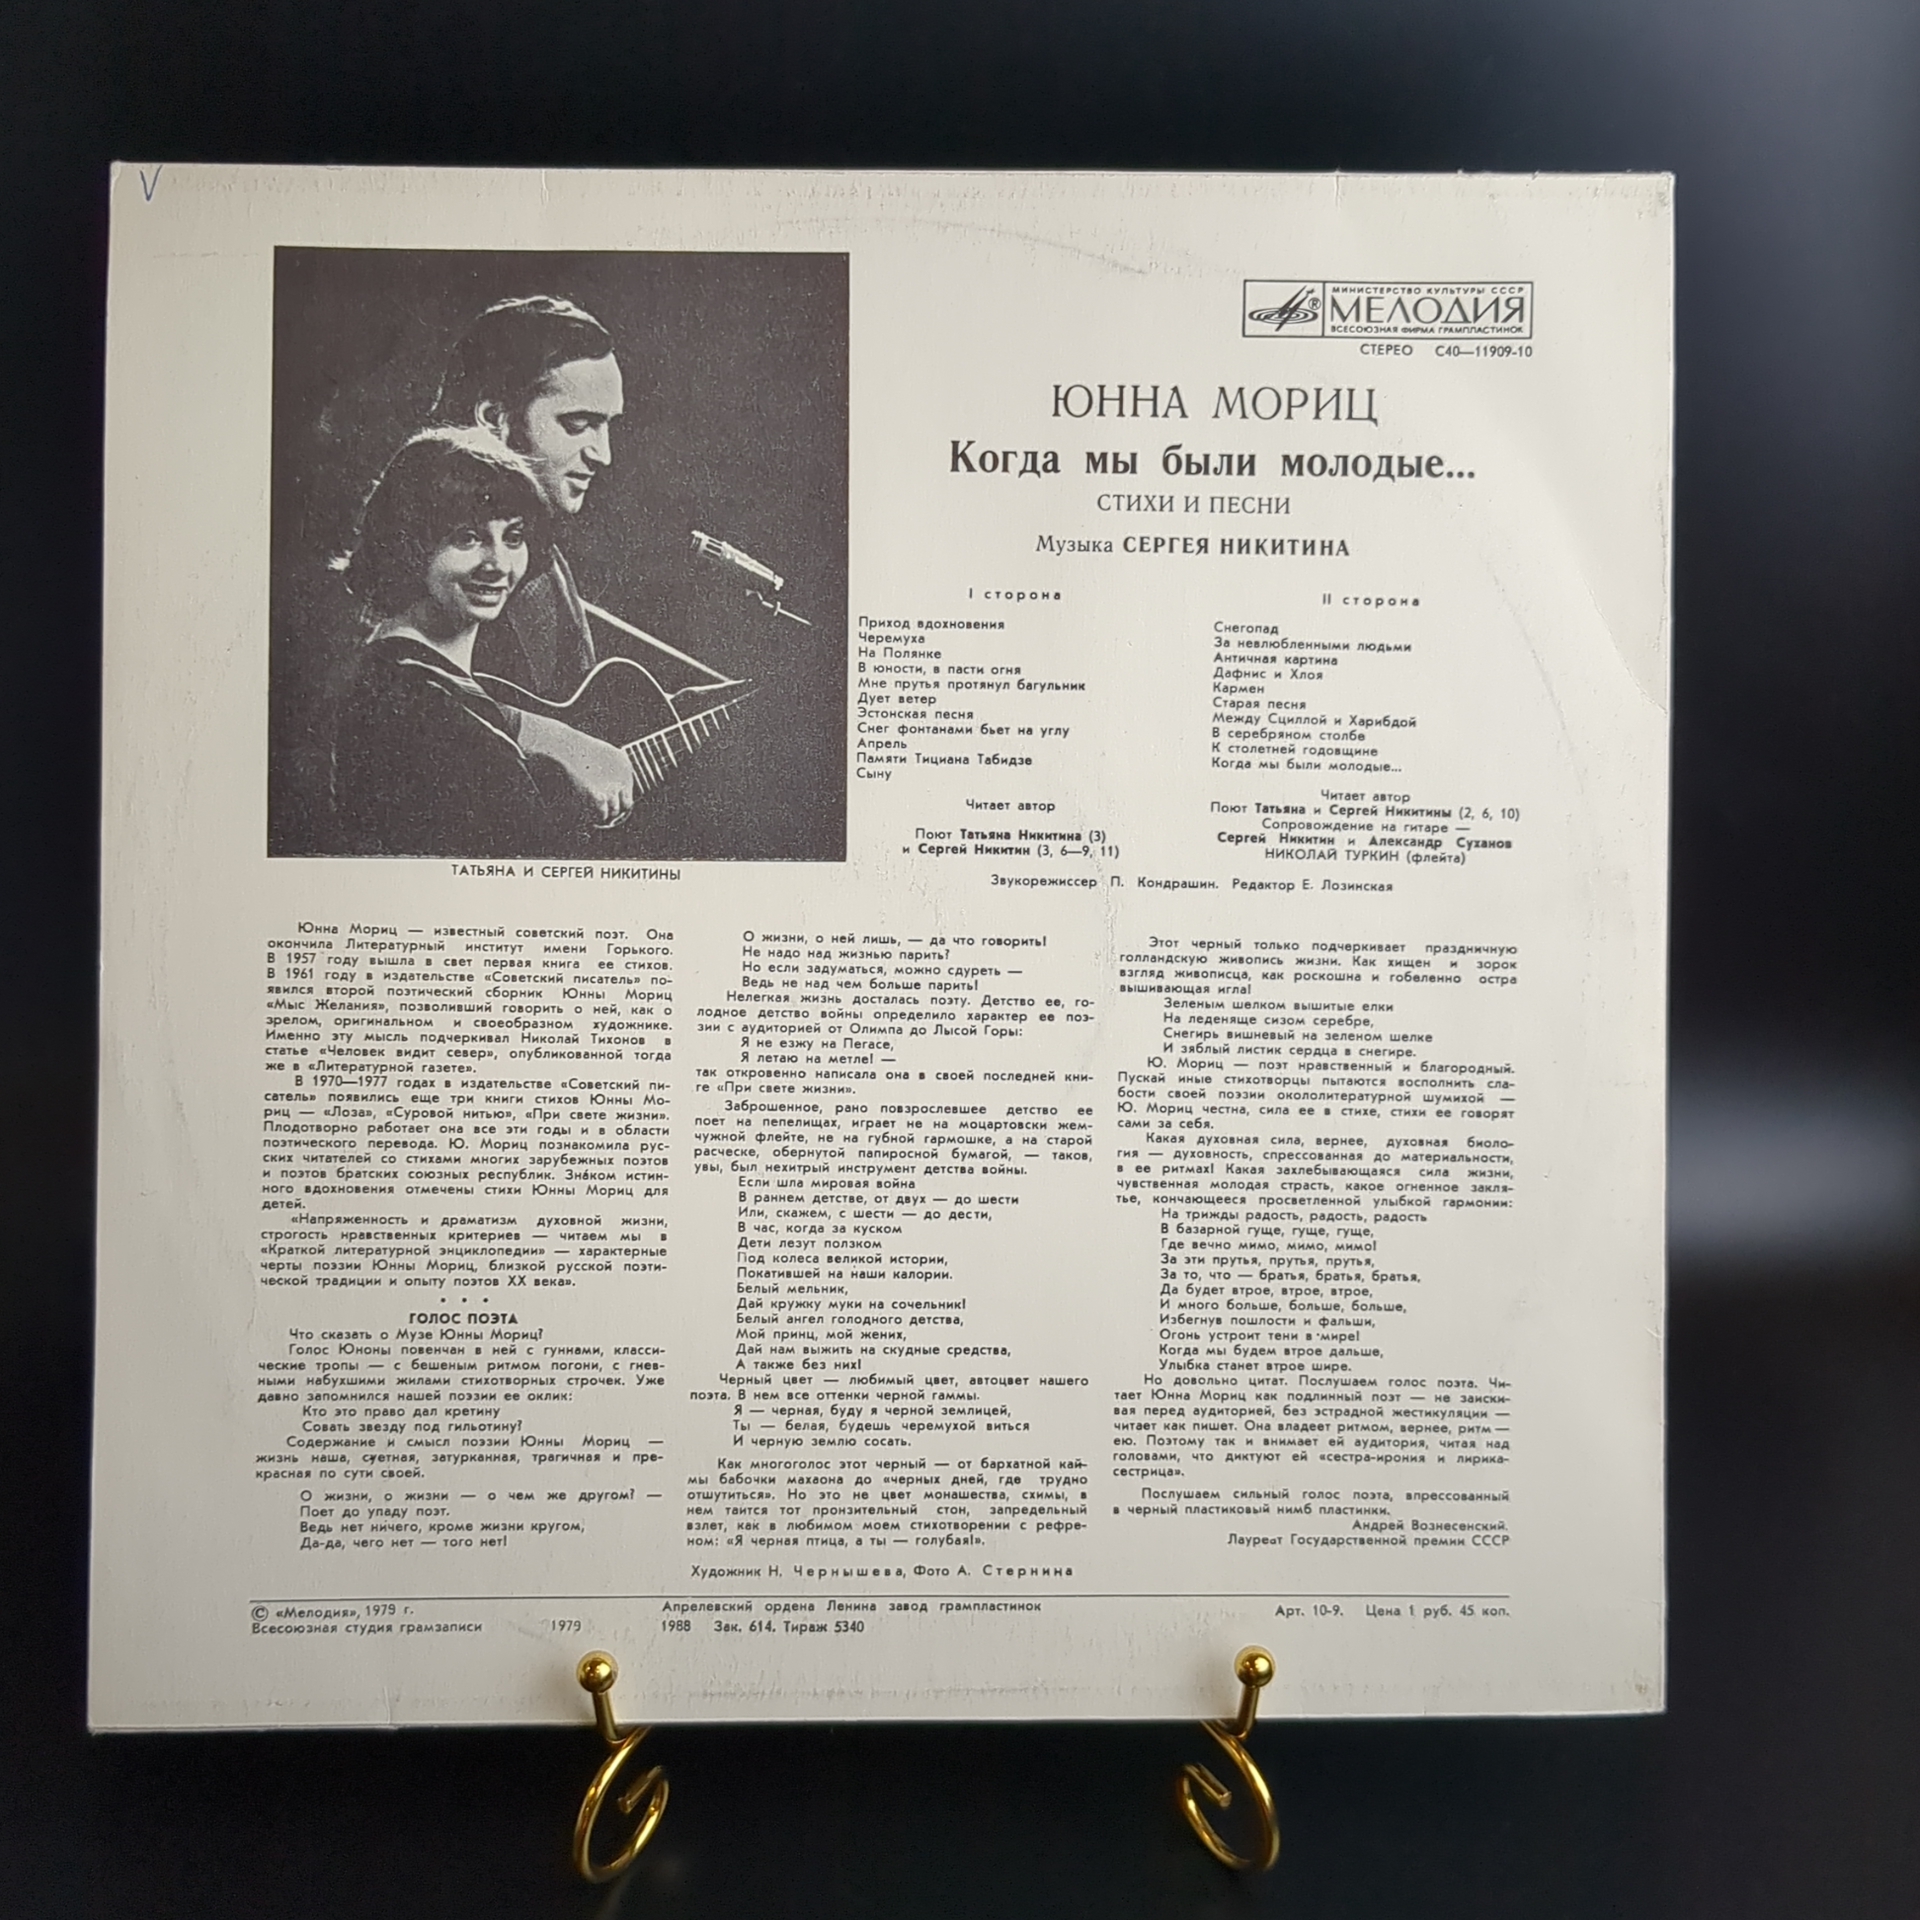 V
МИНИСТЕРСТВО КУЛЬТУРЫ СССР
МЕЛОДИЯ
ВСЕСОЮЗНАЯ ФИРМА ГРАМПЛАСТИНОК
СТЕРЕО С40—11909-10
ЮННА МОРИЦ
Когда мы были молодые...
СТИХИ И ПЕСНИ
Музыка СЕРГЕЯ НИКИТИНА
I сторона
Приход вдохновения
Черемуха
На Полянке
В юности, в пасти огня
Мне прутья протянул багульник
Дует ветер
Эстонская песня
Снег фонтанами бьет на углу
Апрель
Памяти Тициана Табидзе
Сыну
Читает автор
Поют Татьяна Никитина (3)
и Сергей Никитин (3, 6—9, 11)
II сторона
Снегопад
За невлюбленными людьми
Античная картина
Дафнис и Хлоя
Кармен
Старая песня
Между Сциллой и Харибдой
В серебряном столбе
К столетней годовщине
Когда мы были молодые...
Читает автор
Поют Татьяна и Сергей Никитины (2, 6, 10)
Сопровождение на гитаре —
Сергей Никитин и Александр Суханов
НИКОЛАЙ ТУРКИН (флейта)
Звукорежиссер П. Кондрашин. Редактор Е. Лозинская
ТАТЬЯНА И СЕРГЕЙ НИКИТИНЫ
Юнна Мориц — известный советский поэт. Она
окончила Литературный институт имени Горького.
В 1957 году вышла в свет первая книга ее стихов.
В 1961 году в издательстве «Советский писатель» по-
явился второй поэтический сборник Юнны Мориц
«Мыс Желания», позволивший говорить о ней, как о
зрелом, оригинальном и своеобразном художнике.
Именно эту мысль подчеркивал Николай Тихонов в
статье «Человек видит север», опубликованной тогда
же в «Литературной газете».
В 1970—1977 годах в издательстве «Советский пи-
сатель» появились еще три книги стихов Юнны Мо-
риц — «Лоза», «Суровой нитью», «При свете жизни».
Плодотворно работает она все эти годы и в области
поэтического перевода. Ю. Мориц познакомила рус-
ских читателей со стихами многих зарубежных поэтов
и поэтов братских союзных республик. Знаком истин-
ного вдохновения отмечены стихи Юнны Мориц для
детей.
«Напряженность и драматизм духовной жизни,
строгость нравственных критериев — читаем мы в
«Краткой литературной энциклопедии» — характерные
черты поэзии Юнны Мориц, близкой русской поэти-
ческой традиции и опыту поэтов XX века».
• • •
ГОЛОС ПОЭТА
Что сказать о Музе Юнны Мориц?
Голос Юноны повенчан в ней с гуннами, класси-
ческие тропы — с бешеным ритмом погони, с гнев-
ными набухшими жилами стихотворных строчек. Уже
давно запомнился нашей поэзии ее оклик:
Кто это право дал кретину
Совать звезду под гильотину?
Содержание и смысл поэзии Юнны Мориц —
жизнь наша, суетная, затурканная, трагичная и пре-
красная по сути своей.
О жизни, о жизни — о чем же другом? —
Поет до упаду поэт.
Ведь нет ничего, кроме жизни кругом,
Да-да, чего нет — того нет!
О жизни, о ней лишь, — да что говорить!
Не надо над жизнью парить?
Но если задуматься, можно сдуреть —
Ведь не над чем больше парить!
Нелегкая жизнь досталась поэту. Детство ее, го-
лодное детство войны определило характер ее поэ-
зии с аудиторией от Олимпа до Лысой Горы:
Я не езжу на Пегасе,
Я летаю на метле! —
так откровенно написала она в своей последней кни-
ге «При свете жизни».
Заброшенное, рано повзрослевшее детство ее
поет на пепелищах, играет не на моцартовски жем-
чужной флейте, не на губной гармошке, а на старой
расческе, обернутой папиросной бумагой, — таков,
увы, был нехитрый инструмент детства войны.
Если шла мировая война
В раннем детстве, от двух — до шести
Или, скажем, с шести — до дести,
В час, когда за куском
Дети лезут ползком
Под колеса великой истории,
Покатившей на наши калории.
Белый мельник,
Дай кружку муки на сочельник!
Белый ангел голодного детства,
Мой принц, мой жених,
Дай нам выжить на скудные средства,
А также без них!
Черный цвет — любимый цвет, автоцвет нашего
поэта. В нем все оттенки черной гаммы.
Я — черная, буду я черной землицей,
Ты — белая, будешь черемухой виться
И черную землю сосать.
Как многоголос этот черный — от бархатной кай-
мы бабочки махаона до «черных дней, где трудно
отшутиться». Но это не цвет монашества, схимы, в
нем таится тот пронзительный стон, запредельный
взлет, как в любимом моем стихотворении с рефре-
ном: «Я черная птица, а ты — голубая!».
Этот черный только подчеркивает праздничную
голландскую живопись жизни. Как хищен и зорок
взгляд живописца, как роскошна и гобеленно остра
вышивающая игла!
Зеленым шелком вышитые елки
На леденяще сизом серебре,
Снегирь вишневый на зеленом шелке
И зяблый листик сердца в снегире.
Ю. Мориц — поэт нравственный и благородный.
Пускай иные стихотворцы пытаются восполнить сла-
бости своей поэзии окололитературной шумихой —
Ю. Мориц честна, сила ее в стихе, стихи ее говорят
сами за себя.
Какая духовная сила, вернее, духовная биоло-
гия — духовность, спрессованная до материальности,
в ее ритмах! Какая захлебывающаяся сила жизни,
чувственная молодая страсть, какое огненное закля-
тье, кончающееся просветленной улыбкой гармонии:
На трижды радость, радость, радость
В базарной гуще, гуще, гуще,
Где вечно мимо, мимо, мимо!
За эти прутья, прутья, прутья,
За то, что — братья, братья, братья,
Да будет втрое, втрое, втрое,
И много больше, больше, больше,
Избегнув пошлости и фальши,
Огонь устроит тени в мире!
Когда мы будем втрое дальше,
Улыбка станет втрое шире.
Но довольно цитат. Послушаем голос поэта. Чи-
тает Юнна Мориц как подлинный поэт — не заиски-
вая перед аудиторией, без эстрадной жестикуляции —
читает как пишет. Она владеет ритмом, вернее, ритм —
ею. Поэтому так и внимает ей аудитория, читая над
головами, что диктуют ей «сестра-ирония и лирика-
сестрица».
Послушаем сильный голос поэта, впрессованный
в черный пластиковый нимб пластинки.
Андрей Вознесенский.
Лауреат Государственной премии СССР
Художник Н. Чернышева, Фото А. Стернина
© «Мелодия», 1979 г.
Всесоюзная студия грамзаписи 1979
Апрелевский ордена Ленина завод грампластинок
1988 Зак. 614. Тираж 5340
Арт. 10-9. Цена 1 руб. 45 коп.